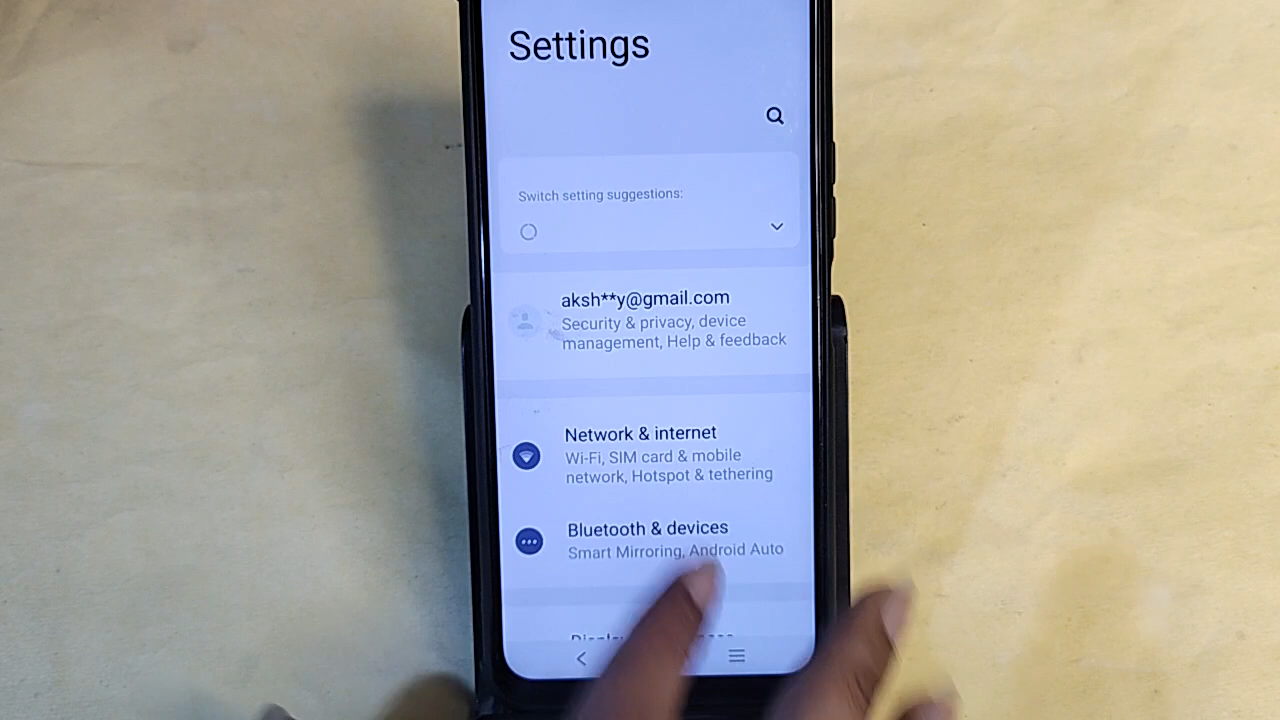 Settings
Switch setting suggestions:
aksh**y@gmail.com
Security & privacy, device
management, Help & feedback
Network & internet
Wi-Fi, SIM card & mobile
network, Hotspot & tethering
Bluetooth & devices
Smart Mirroring, Android Auto